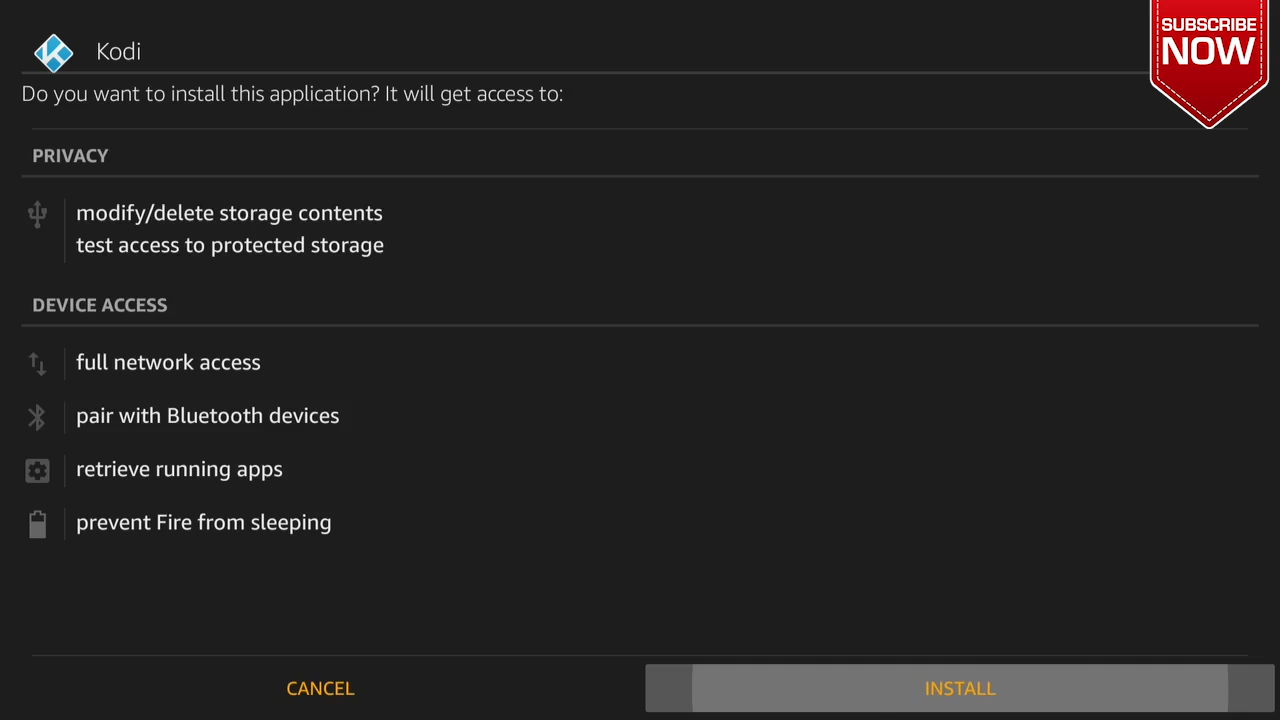 Kodi
SUBSCRIBE
NOW
Do you want to install this application? It will get access to:
PRIVACY
modify/delete storage contents
test access to protected storage
DEVICE ACCESS
full network access
pair with Bluetooth devices
retrieve running apps
prevent Fire from sleeping
CANCEL
INSTALL